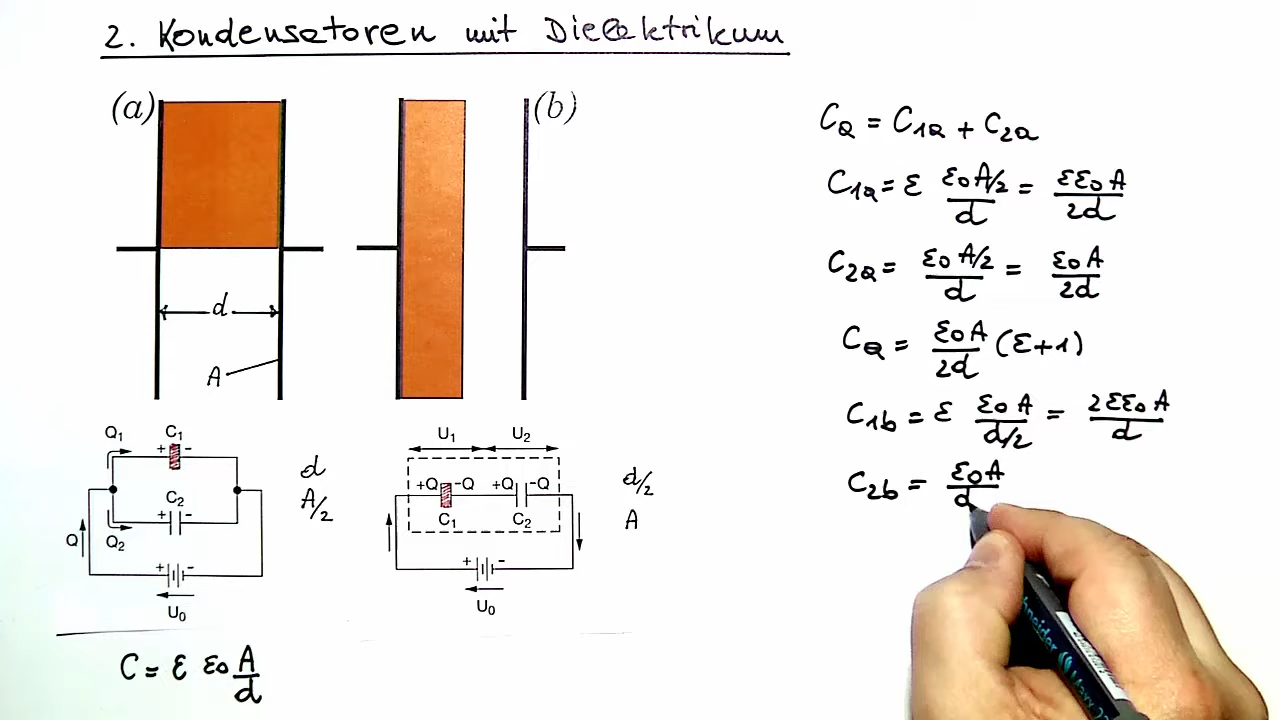 2. Kondensatoren mit Dielektrikum
(a)
(b)
d
A
Q₁ C₁ + -
C₂ + -
Q Q₂
+ -
U₀
d
A/2
U₁ U₂
+Q -Q +Q -Q
C₁ C₂
+ -
U₀
d/2
A
C = ε ε₀ A/d
Ca = C1a + C2a
C1a = ε ε₀A/2/d = εε₀A/2d
C2a = ε₀A/2/d = ε₀A/2d
Ca = ε₀A/2d (ε+1)
C1b = ε ε₀A/d/2 = 2εε₀A/d
C2b = ε₀A/d